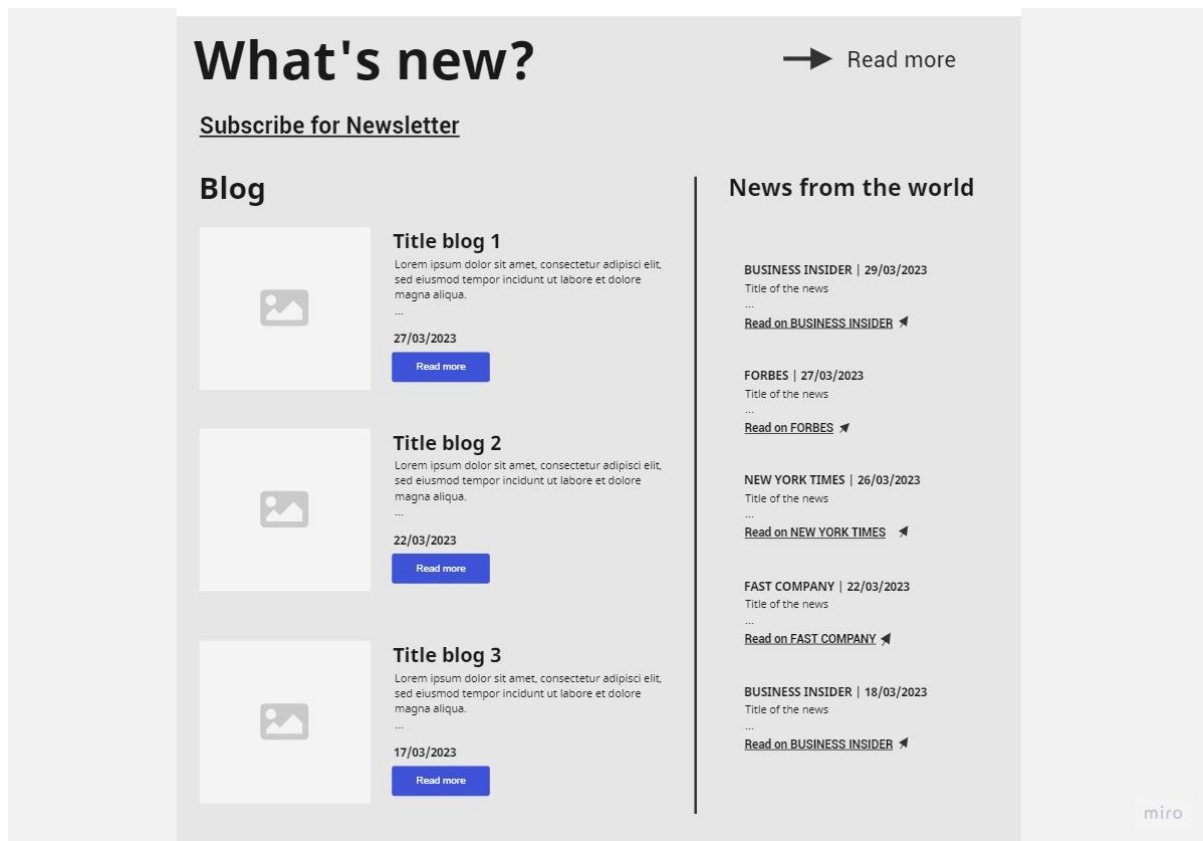 What's new?
Read more
Subscribe for Newsletter
Blog
Title blog 1
Lorem ipsum dolor sit amet, consectetur adipisci elit,
sed eiusmod tempor incidunt ut labore et dolore
magna aliqua.
...
27/03/2023
Read more
Title blog 2
Lorem ipsum dolor sit amet, consectetur adipisci elit,
sed eiusmod tempor incidunt ut labore et dolore
magna aliqua.
...
22/03/2023
Read more
Title blog 3
Lorem ipsum dolor sit amet, consectetur adipisci elit,
sed eiusmod tempor incidunt ut labore et dolore
magna aliqua.
...
17/03/2023
Read more
News from the world
BUSINESS INSIDER | 29/03/2023
Title of the news
...
Read on BUSINESS INSIDER
FORBES | 27/03/2023
Title of the news
...
Read on FORBES
NEW YORK TIMES | 26/03/2023
Title of the news
...
Read on NEW YORK TIMES
FAST COMPANY | 22/03/2023
Title of the news
...
Read on FAST COMPANY
BUSINESS INSIDER | 18/03/2023
Title of the news
...
Read on BUSINESS INSIDER
miro